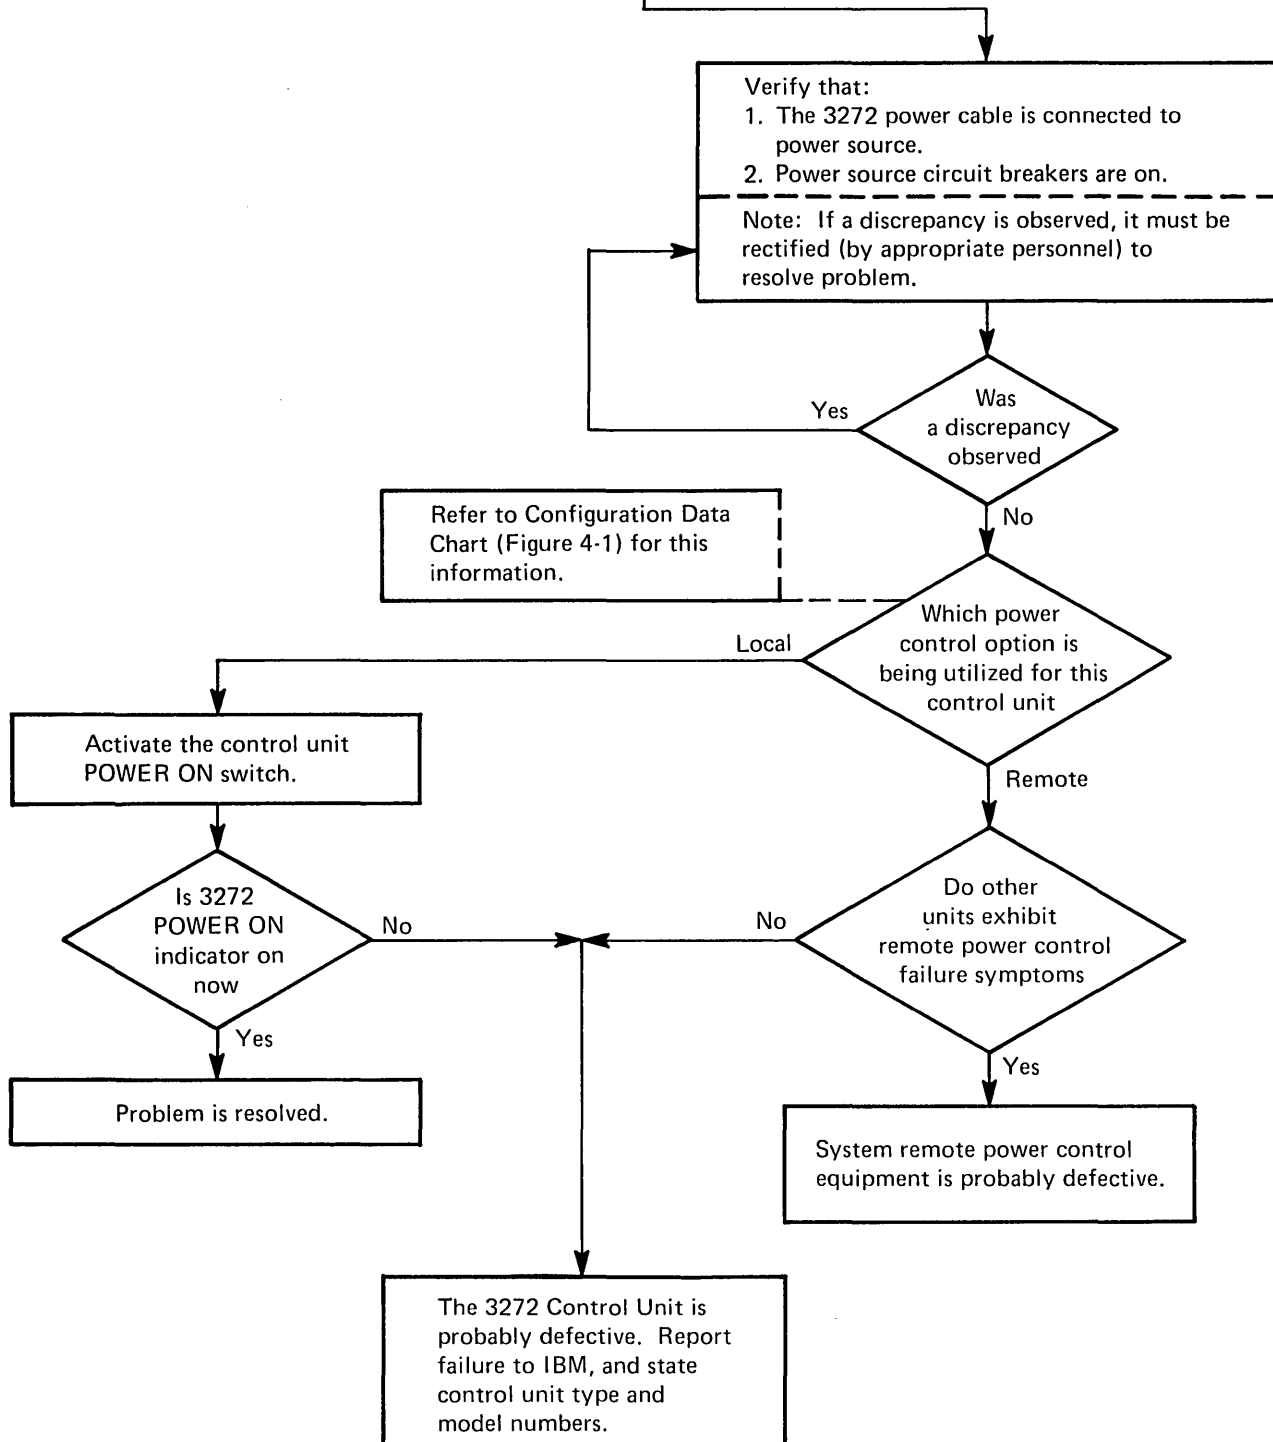 Verify that:
1. The 3272 power cable is connected to
power source.
2. Power source circuit breakers are on.
Note: If a discrepancy is observed, it must be
rectified (by appropriate personnel) to
resolve problem.
Yes
Was
a discrepancy
observed
No
Refer to Configuration Data
Chart (Figure 4-1) for this
information.
Which power
control option is
being utilized for this
control unit
Local
Remote
Activate the control unit
POWER ON switch.
Is 3272
POWER ON
indicator on
now
No
Yes
Problem is resolved.
Do other
units exhibit
remote power control
failure symptoms
No
Yes
System remote power control
equipment is probably defective.
The 3272 Control Unit is
probably defective. Report
failure to IBM, and state
control unit type and
model numbers.